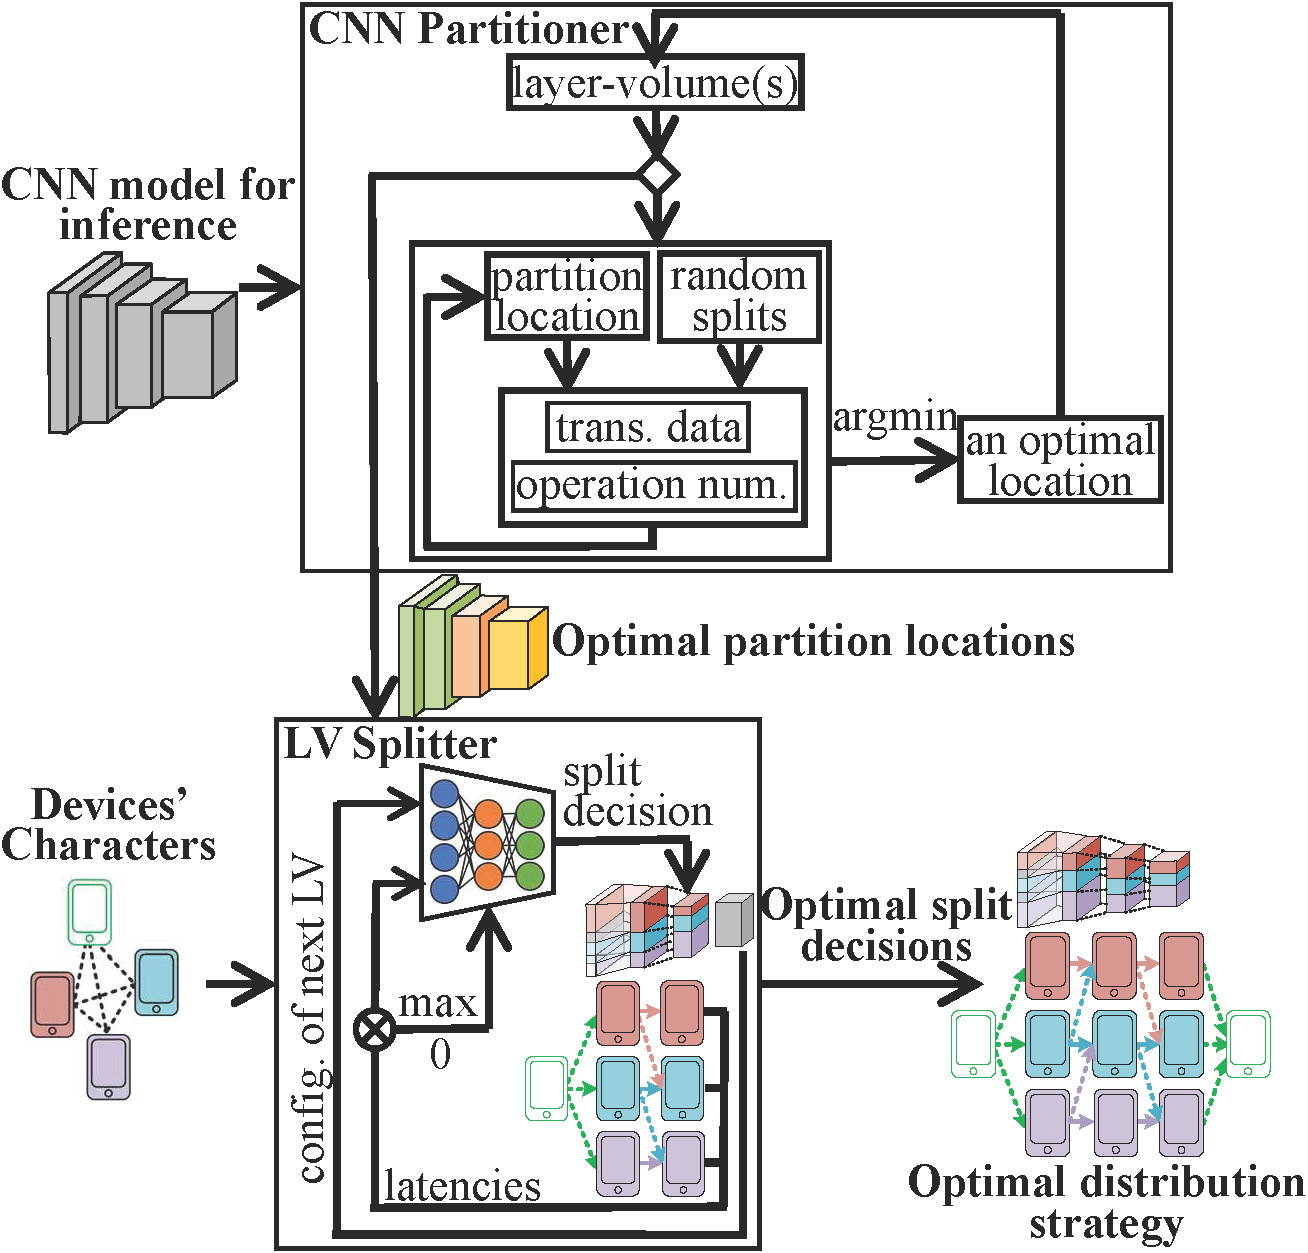 CNN Partitioner
layer-volume(s)
CNN model for
inference
partition
location
random
splits
trans. data
operation num.
argmin
an optimal
location
Optimal partition locations
LV Splitter
split
decision
Devices’
Characters
config. of next LV
max
0
latencies
Optimal split
decisions
Optimal distribution
strategy